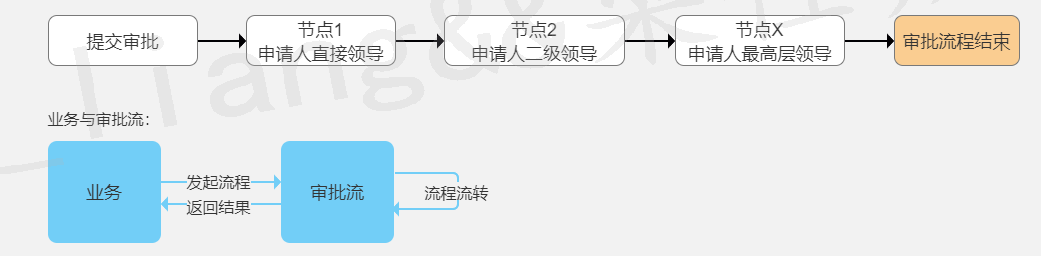 提交审批
节点1
申请人直接领导
节点2
申请人二级领导
节点X
申请人最高层领导
审批流程结束
业务与审批流：
业务
发起流程
返回结果
审批流
流程流转